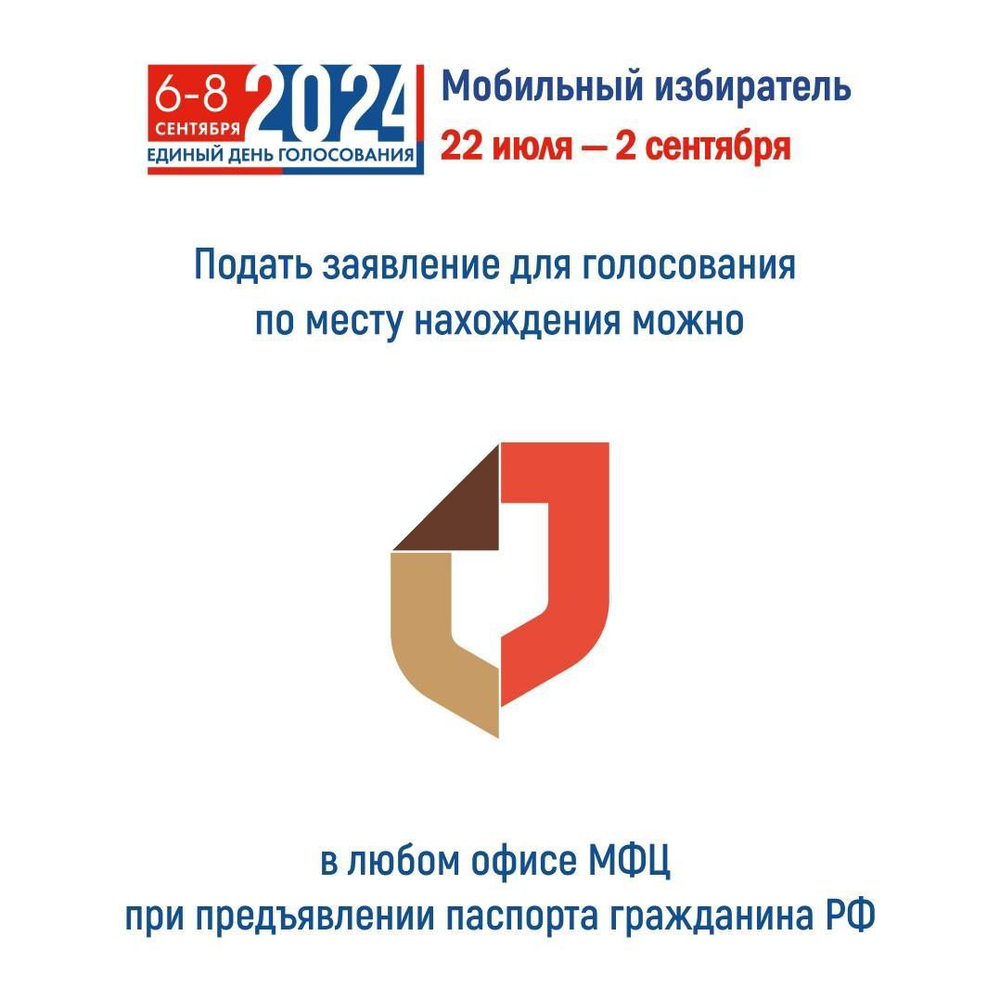 6-8
СЕНТЯБРЯ
2024
ЕДИНЫЙ ДЕНЬ ГОЛОСОВАНИЯ
Мобильный избиратель
22 июля — 2 сентября
Подать заявление для голосования
по месту нахождения можно
в любом офисе МФЦ
при предъявлении паспорта гражданина РФ